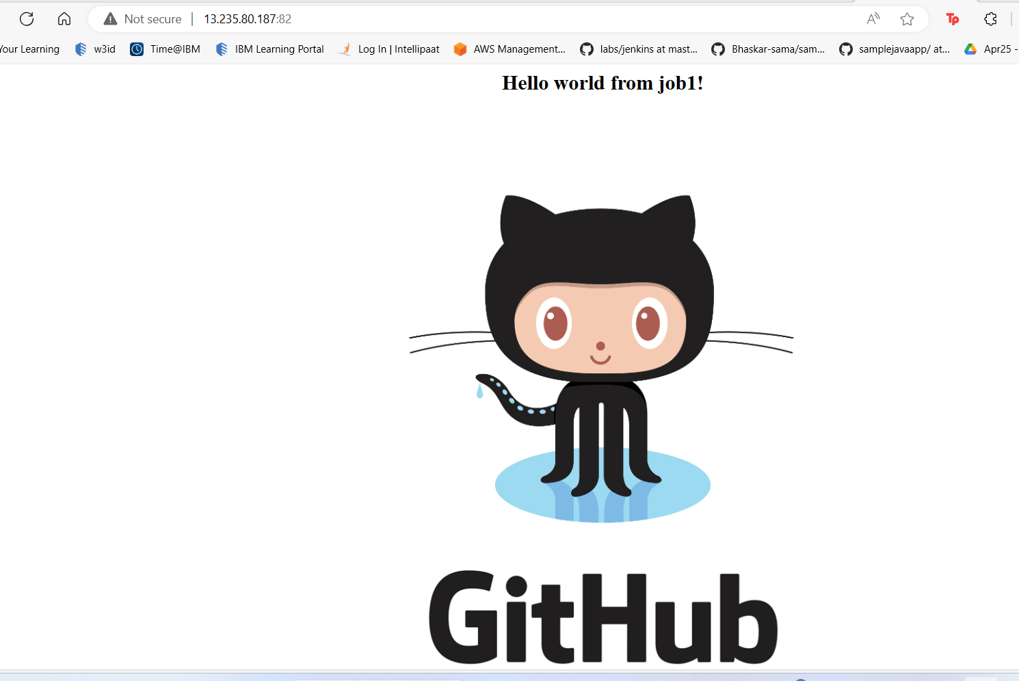 Not secure | 13.235.80.187:82
Your Learning w3id Time@IBM IBM Learning Portal Log In | Intellipaat AWS Management... labs/jenkins at mast... Bhaskar-sama/sam... samplejavaapp/ at... Apr25 -
Hello world from job1!
GitHub